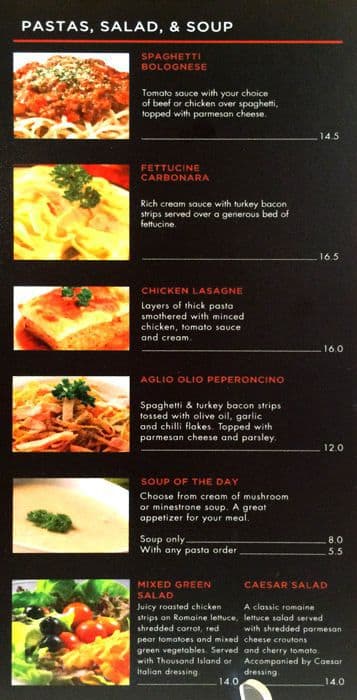 PASTAS, SALAD, & SOUP
SPAGHETTI
BOLOGNESE
Tomato sauce with your choice
of beef or chicken over spaghetti,
topped with parmesan cheese.
14.5
FETTUCINE
CARBONARA
Rich cream sauce with turkey bacon
strips served over a generous bed of
fettucine.
16.5
CHICKEN LASAGNE
Layers of thick pasta
smothered with minced
chicken, tomato sauce
and cream.
16.0
AGLIO OLIO PEPERONCINO
Spaghetti & turkey bacon strips
tossed with olive oil, garlic
and chilli flakes. Topped with
parmesan cheese and parsley.
12.0
SOUP OF THE DAY
Choose from cream of mushroom
or minestrone soup. A great
appetizer for your meal.
Soup only 8.0
With any pasta order 5.5
MIXED GREEN
SALAD
Juicy roasted chicken
strips on Romaine lettuce,
shredded carrot, red
pear tomatoes and mixed
green vegetables. Served
with Thousand Island or
Italian dressing.
14.0
CAESAR SALAD
A classic romaine
lettuce salad served
with shredded parmesan
cheese croutons
and cherry tomato.
Accompanied by Caesar
dressing.
14.0